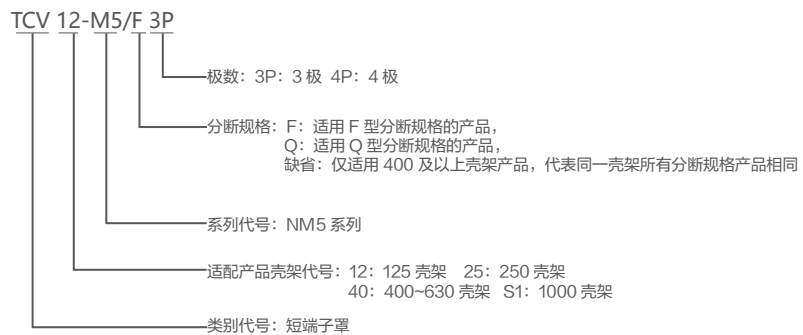 TCV 12-M5/F 3P
极数：3P：3 极 4P：4 极
分断规格：F：适用 F 型分断规格的产品，
Q：适用 Q 型分断规格的产品，
缺省：仅适用 400 及以上壳架产品，代表同一壳架所有分断规格产品相同
系列代号：NM5 系列
适配产品壳架代号：12：125 壳架 25：250 壳架
40：400~630 壳架 S1：1000 壳架
类别代号：短端子罩